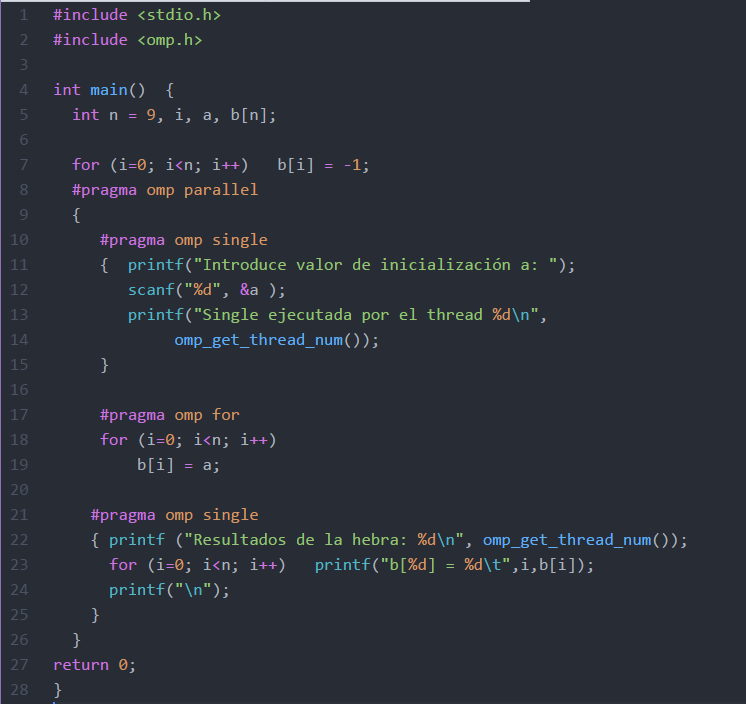 1 #include <stdio.h>
2 #include <omp.h>
3
4 int main()  {
5   int n = 9, i, a, b[n];
6
7   for (i=0; i<n; i++)   b[i] = -1;
8   #pragma omp parallel
9   {
10      #pragma omp single
11      {  printf("Introduce valor de inicialización a: ");
12         scanf("%d", &a );
13         printf("Single ejecutada por el thread %d\n",
14              omp_get_thread_num());
15      }
16
17      #pragma omp for
18      for (i=0; i<n; i++)
19          b[i] = a;
20
21     #pragma omp single
22     { printf ("Resultados de la hebra: %d\n", omp_get_thread_num());
23       for (i=0; i<n; i++)   printf("b[%d] = %d\t",i,b[i]);
24       printf("\n");
25     }
26   }
27 return 0;
28 }